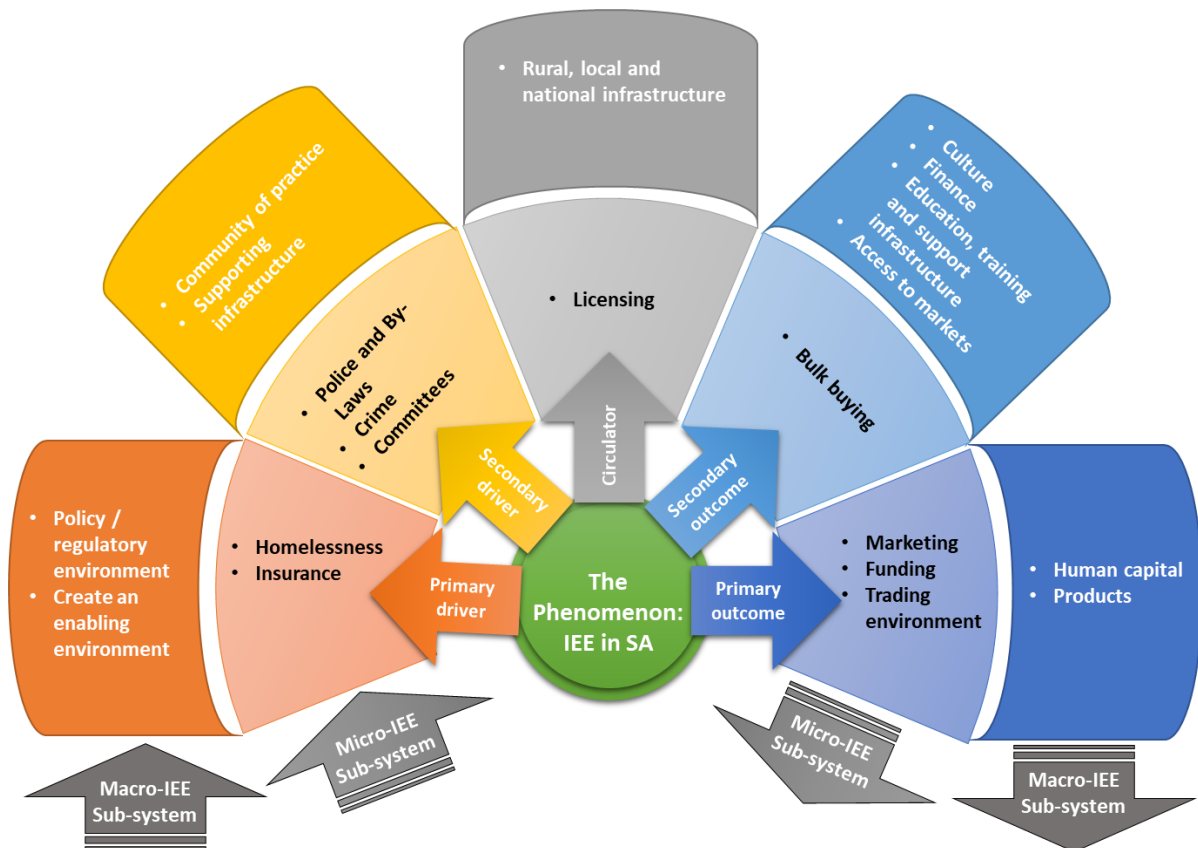 • Rural, local and
national infrastructure
• Community of practice
• Supporting
infrastructure
• Culture
• Finance
• Education, training
and support
infrastructure
• Access to markets
• Licensing
• Police and By-
Laws
• Crime
• Committees
• Bulk buying
Circulator
Secondary
driver
Secondary
outcome
• Policy /
regulatory
environment
• Create an
enabling
environment
• Homelessness
• Insurance
Primary
driver
The
Phenomenon:
IEE in SA
Primary
outcome
• Marketing
• Funding
• Trading
environment
• Human capital
• Products
Macro-IEE
Sub-system
Micro-IEE
Sub-system
Micro-IEE
Sub-system
Macro-IEE
Sub-system